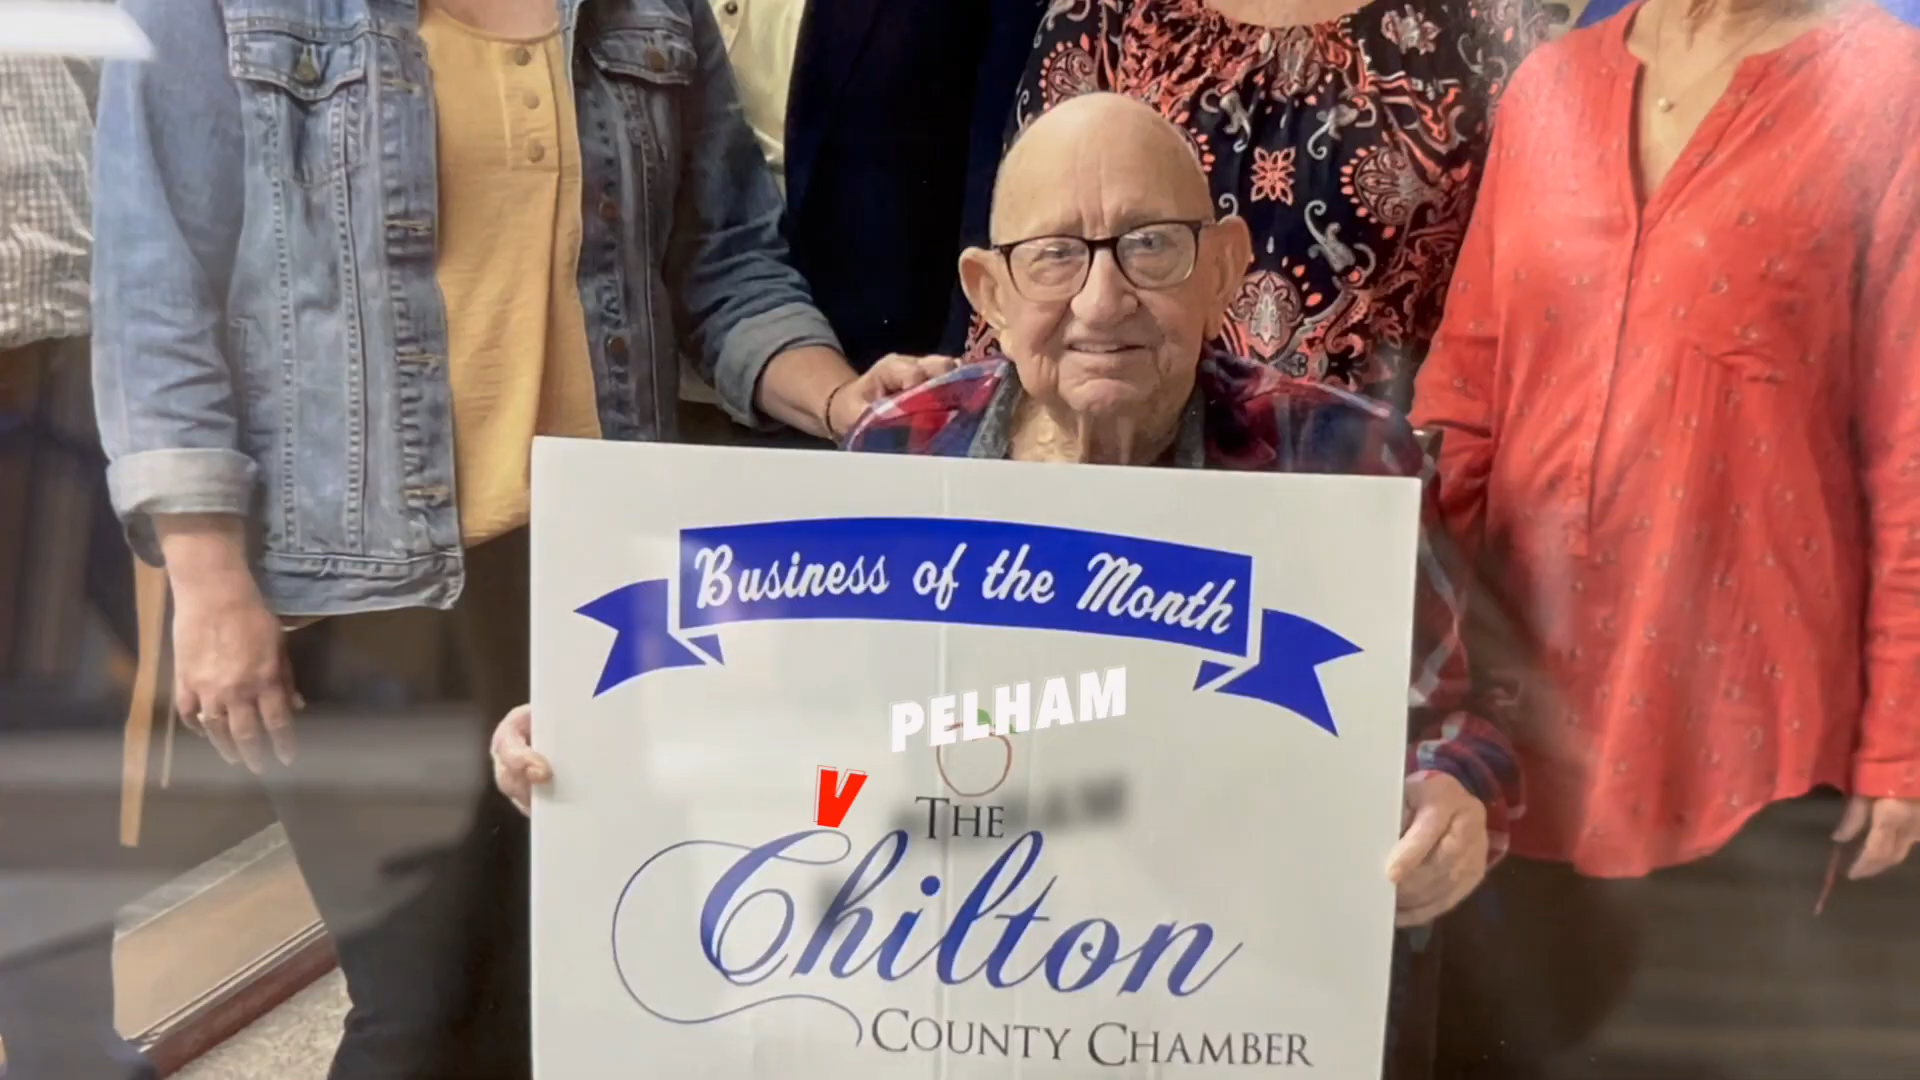 Business of the Month
PELHAM
V
THE
Chilton
COUNTY CHAMBER